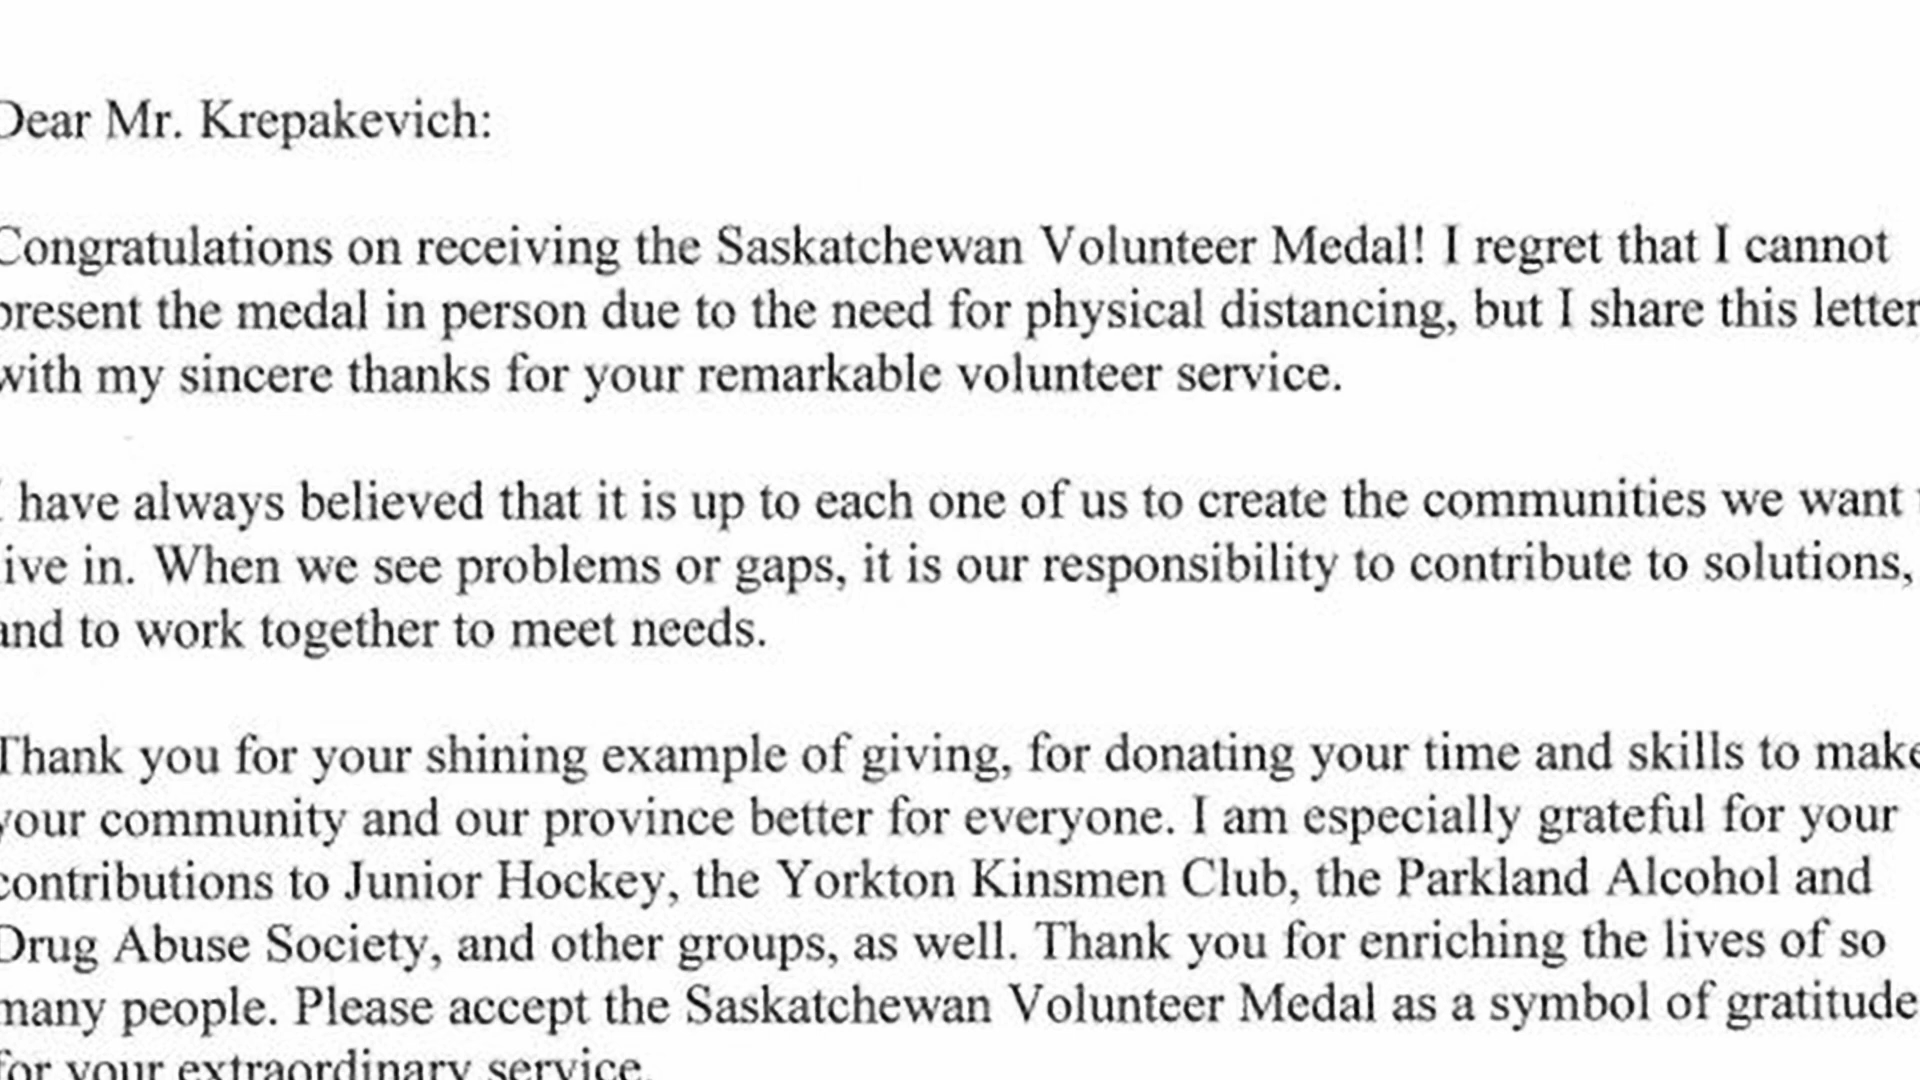 Dear Mr. Krepakevich:
Congratulations on receiving the Saskatchewan Volunteer Medal! I regret that I cannot
present the medal in person due to the need for physical distancing, but I share this letter
with my sincere thanks for your remarkable volunteer service.
I have always believed that it is up to each one of us to create the communities we want
live in. When we see problems or gaps, it is our responsibility to contribute to solutions,
and to work together to meet needs.
Thank you for your shining example of giving, for donating your time and skills to make
your community and our province better for everyone. I am especially grateful for your
contributions to Junior Hockey, the Yorkton Kinsmen Club, the Parkland Alcohol and
Drug Abuse Society, and other groups, as well. Thank you for enriching the lives of so
many people. Please accept the Saskatchewan Volunteer Medal as a symbol of gratitude
for your extraordinary service.